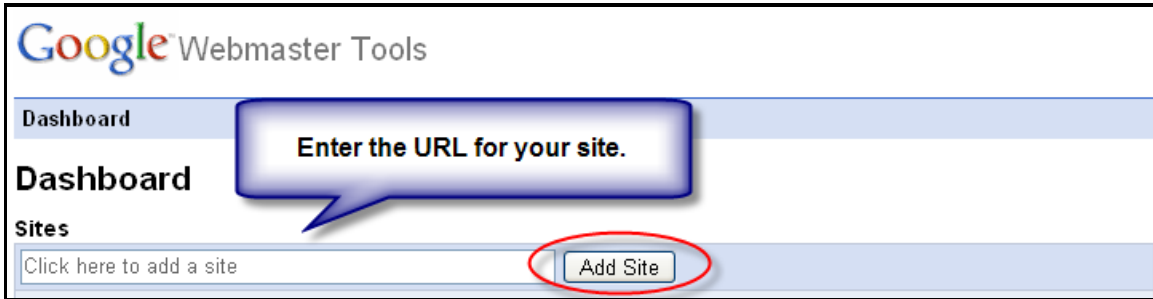 Google Webmaster Tools
Dashboard
Enter the URL for your site.
Dashboard
Sites
Click here to add a site
Add Site